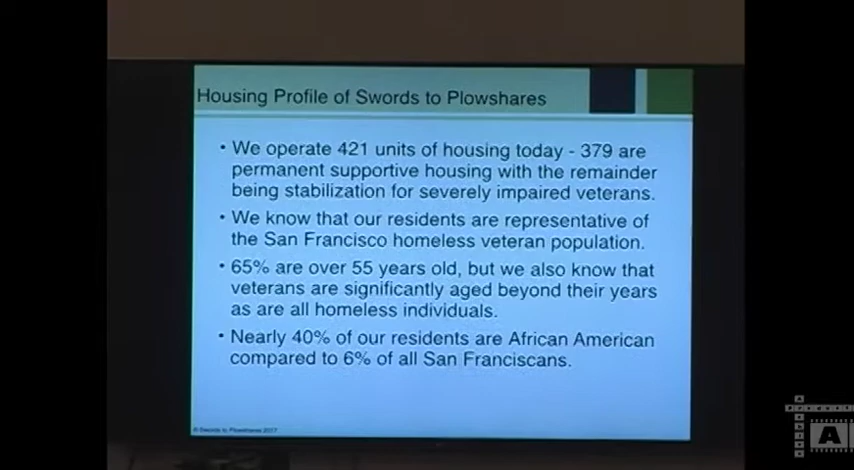 Housing Profile of Swords to Plowshares
• We operate 421 units of housing today - 379 are
permanent supportive housing with the remainder
being stabilization for severely impaired veterans.
• We know that our residents are representative of
the San Francisco homeless veteran population.
• 65% are over 55 years old, but we also know that
veterans are significantly aged beyond their years
as are all homeless individuals.
• Nearly 40% of our residents are African American
compared to 6% of all San Franciscans.
© Swords to Plowshares 2017
A